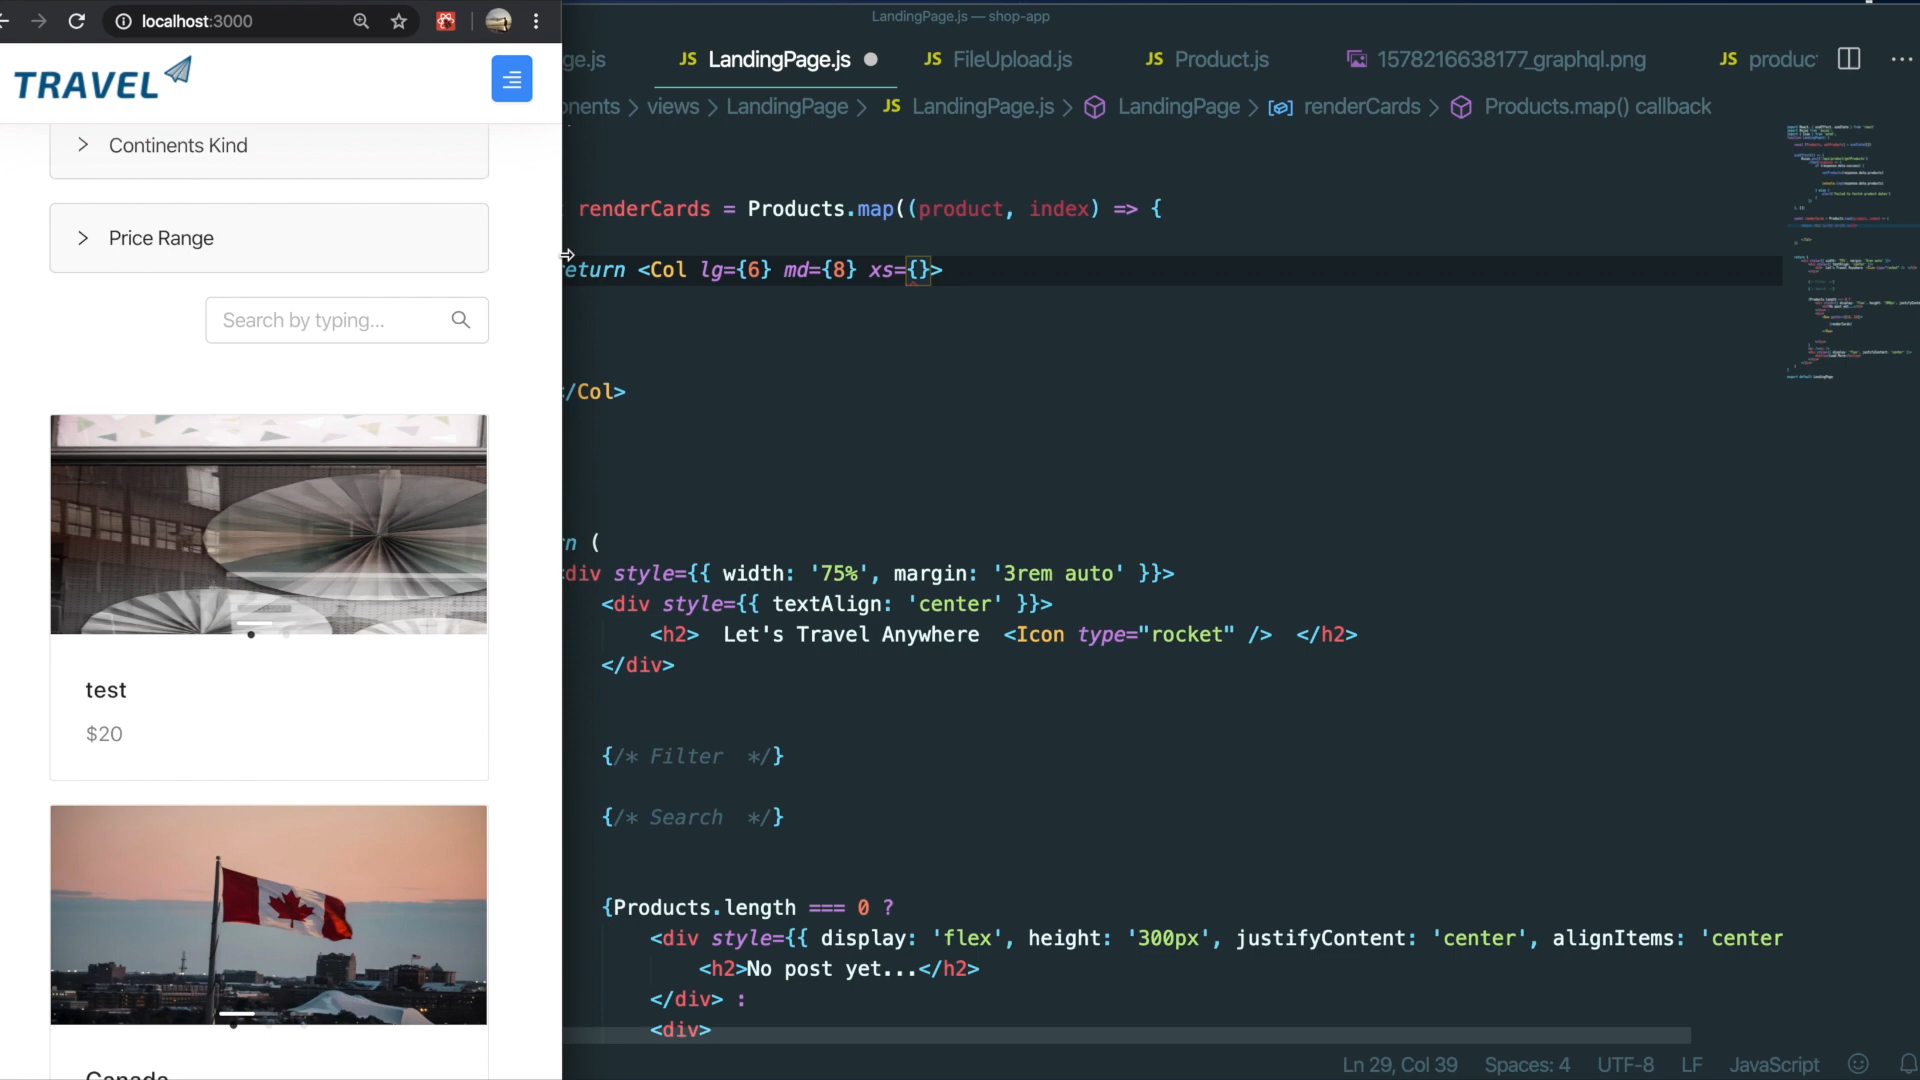 localhost:3000
LandingPage.js — shop-app
TRAVEL
Continents Kind
Price Range
Search by typing...
test
$20
ge.js
JS LandingPage.js
JS FileUpload.js
JS Product.js
1578216638177_graphql.png
JS produc
onents > views > LandingPage > JS LandingPage.js > LandingPage > renderCards > Products.map() callback
renderCards = Products.map((product, index) => {
return <Col lg={6} md={8} xs={}>
/Col>
rn (
div style={{ width: '75%', margin: '3rem auto' }}>
<div style={{ textAlign: 'center' }}>
<h2> Let's Travel Anywhere <Icon type="rocket" /> </h2>
</div>
{/* Filter */}
{/* Search */}
{Products.length === 0 ?
<div style={{ display: 'flex', height: '300px', justifyContent: 'center', alignItems: 'center
<h2>No post yet...</h2>
</div> :
<div>
Canada
Ln 29, Col 39 Spaces: 4 UTF-8 LF JavaScript